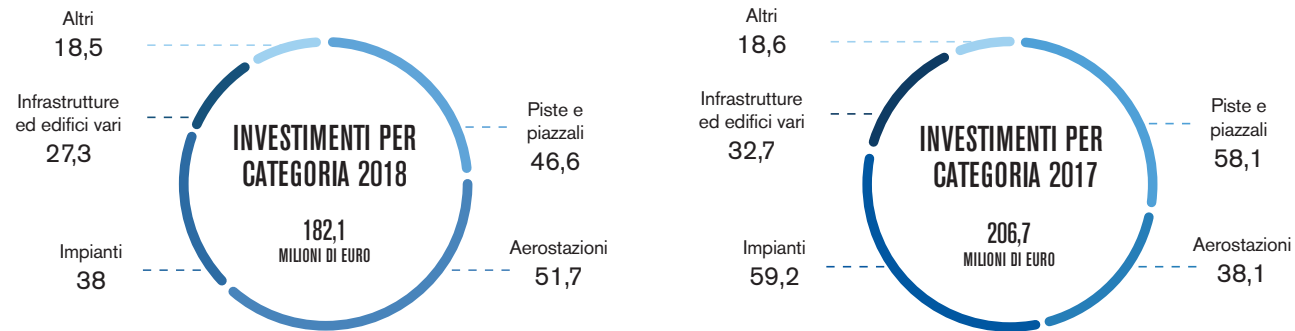 Altri
18,5
Infrastrutture
ed edifici vari
27,3
Impianti
38
INVESTIMENTI PER
CATEGORIA 2018
182,1
MILIONI DI EURO
Piste e
piazzali
46,6
Aerostazioni
51,7
Altri
18,6
Infrastrutture
ed edifici vari
32,7
Impianti
59,2
INVESTIMENTI PER
CATEGORIA 2017
206,7
MILIONI DI EURO
Piste e
piazzali
58,1
Aerostazioni
38,1